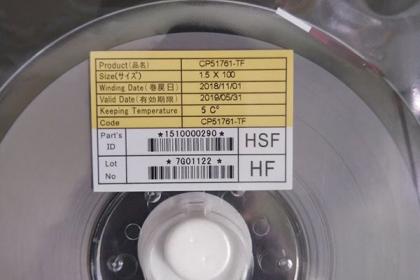 Product(品名) CP51761-TF
Size(サイズ) 1.5 X 100
Winding Date(巻戻日) 2018/11/01
Valid Date(有効期限) 2019/05/31
Keeping Temperature 5 C°
Code CP51761-TF
Part's ID *1510000290* HSF
Lot No *7G01122* HF